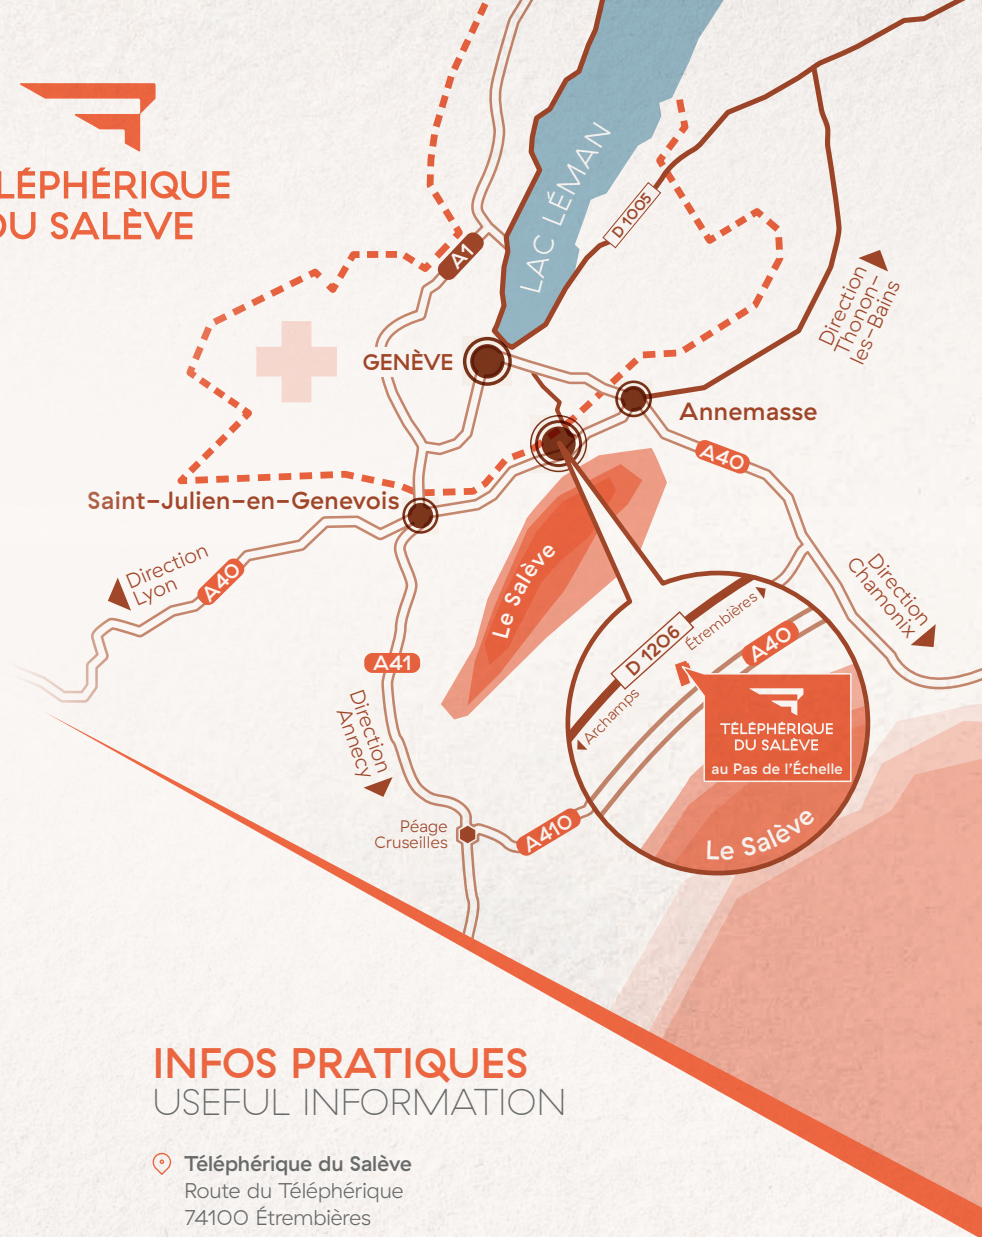 LÉPHÉRIQUE
DU SALÈVE
LAC LÉMAN
D 1005
A1
GENÈVE
Annemasse
Direction
Thonon-
les-Bains
A40
Saint-Julien-en-Genevois
Direction
Lyon
A40
Le Salève
Direction
Chamonix
A41
Direction
Annecy
D 1206
Étrembières
Archamps
A40
TÉLÉPHÉRIQUE
DU SALÈVE
au Pas de l'Échelle
Le Salève
Péage
Cruseilles
A410
INFOS PRATIQUES
USEFUL INFORMATION
Téléphérique du Salève
Route du Téléphérique
74100 Étrembières